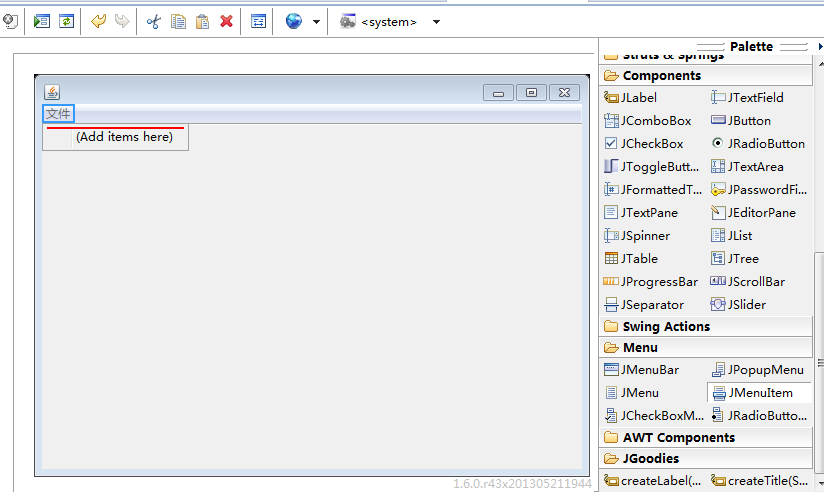 <system>
Palette
Struts & Springs
Components
JLabel JTextField
JComboBox JButton
JCheckBox JRadioButton
JToggleButt... JTextArea
JFormattedT... JPasswordFi...
JTextPane JEditorPane
JSpinner JList
JTable JTree
JProgressBar JScrollBar
JSeparator JSlider
Swing Actions
Menu
JMenuBar JPopupMenu
JMenu JMenuItem
JCheckBoxM... JRadioButto...
AWT Components
JGoodies
createLabel(... createTitle(S...
文件
(Add items here)
1.6.0.r43x201305211944